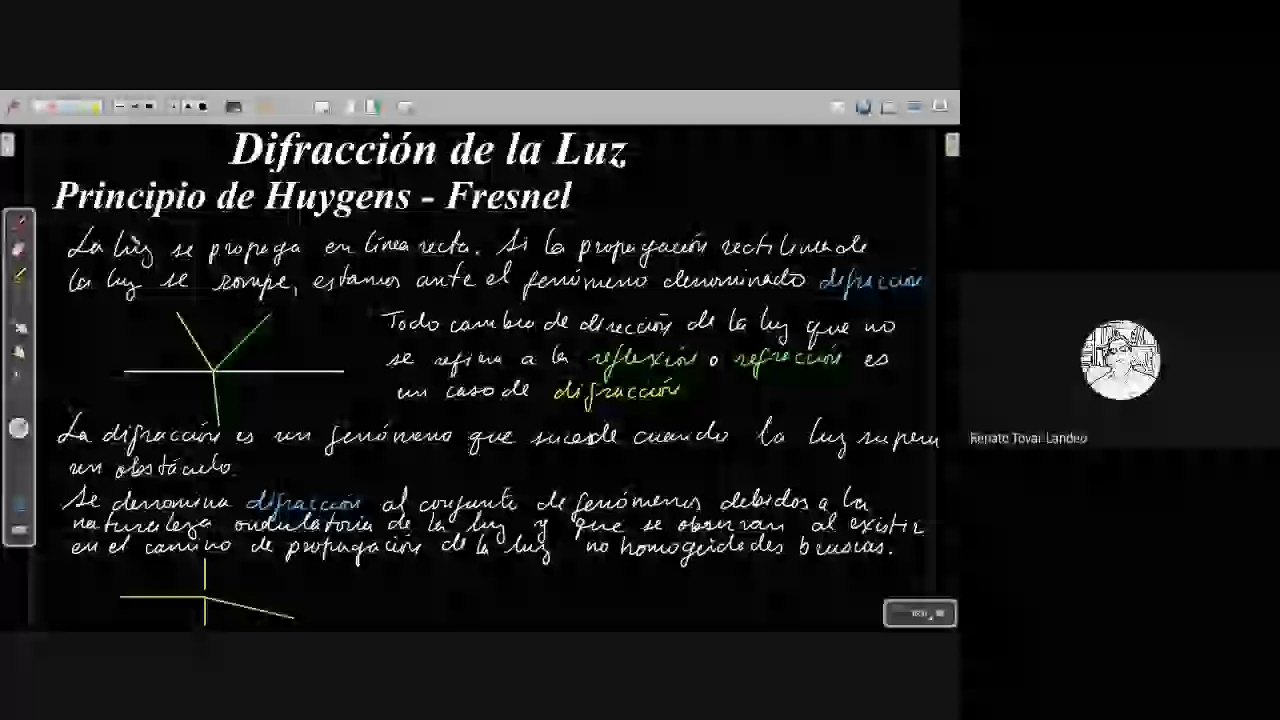 Difracción de la Luz
Principio de Huygens - Fresnel
La luz se propaga en línea recta. Si la propagación rectilínea de
la luz se rompe, estamos ante el fenómeno denominado difracción
Todo cambio de dirección de la luz que no
se refiera a la reflexión o refracción es
un caso de difracción
La difracción es un fenómeno que sucede cuando la luz supera
un obstáculo.
Se denomina difracción al conjunto de fenómenos debidos a la
naturaleza ondulatoria de la luz y que se observan al existir
en el camino de propagación de la luz no homogeidades bruscas.
Renato Tovar Landeo